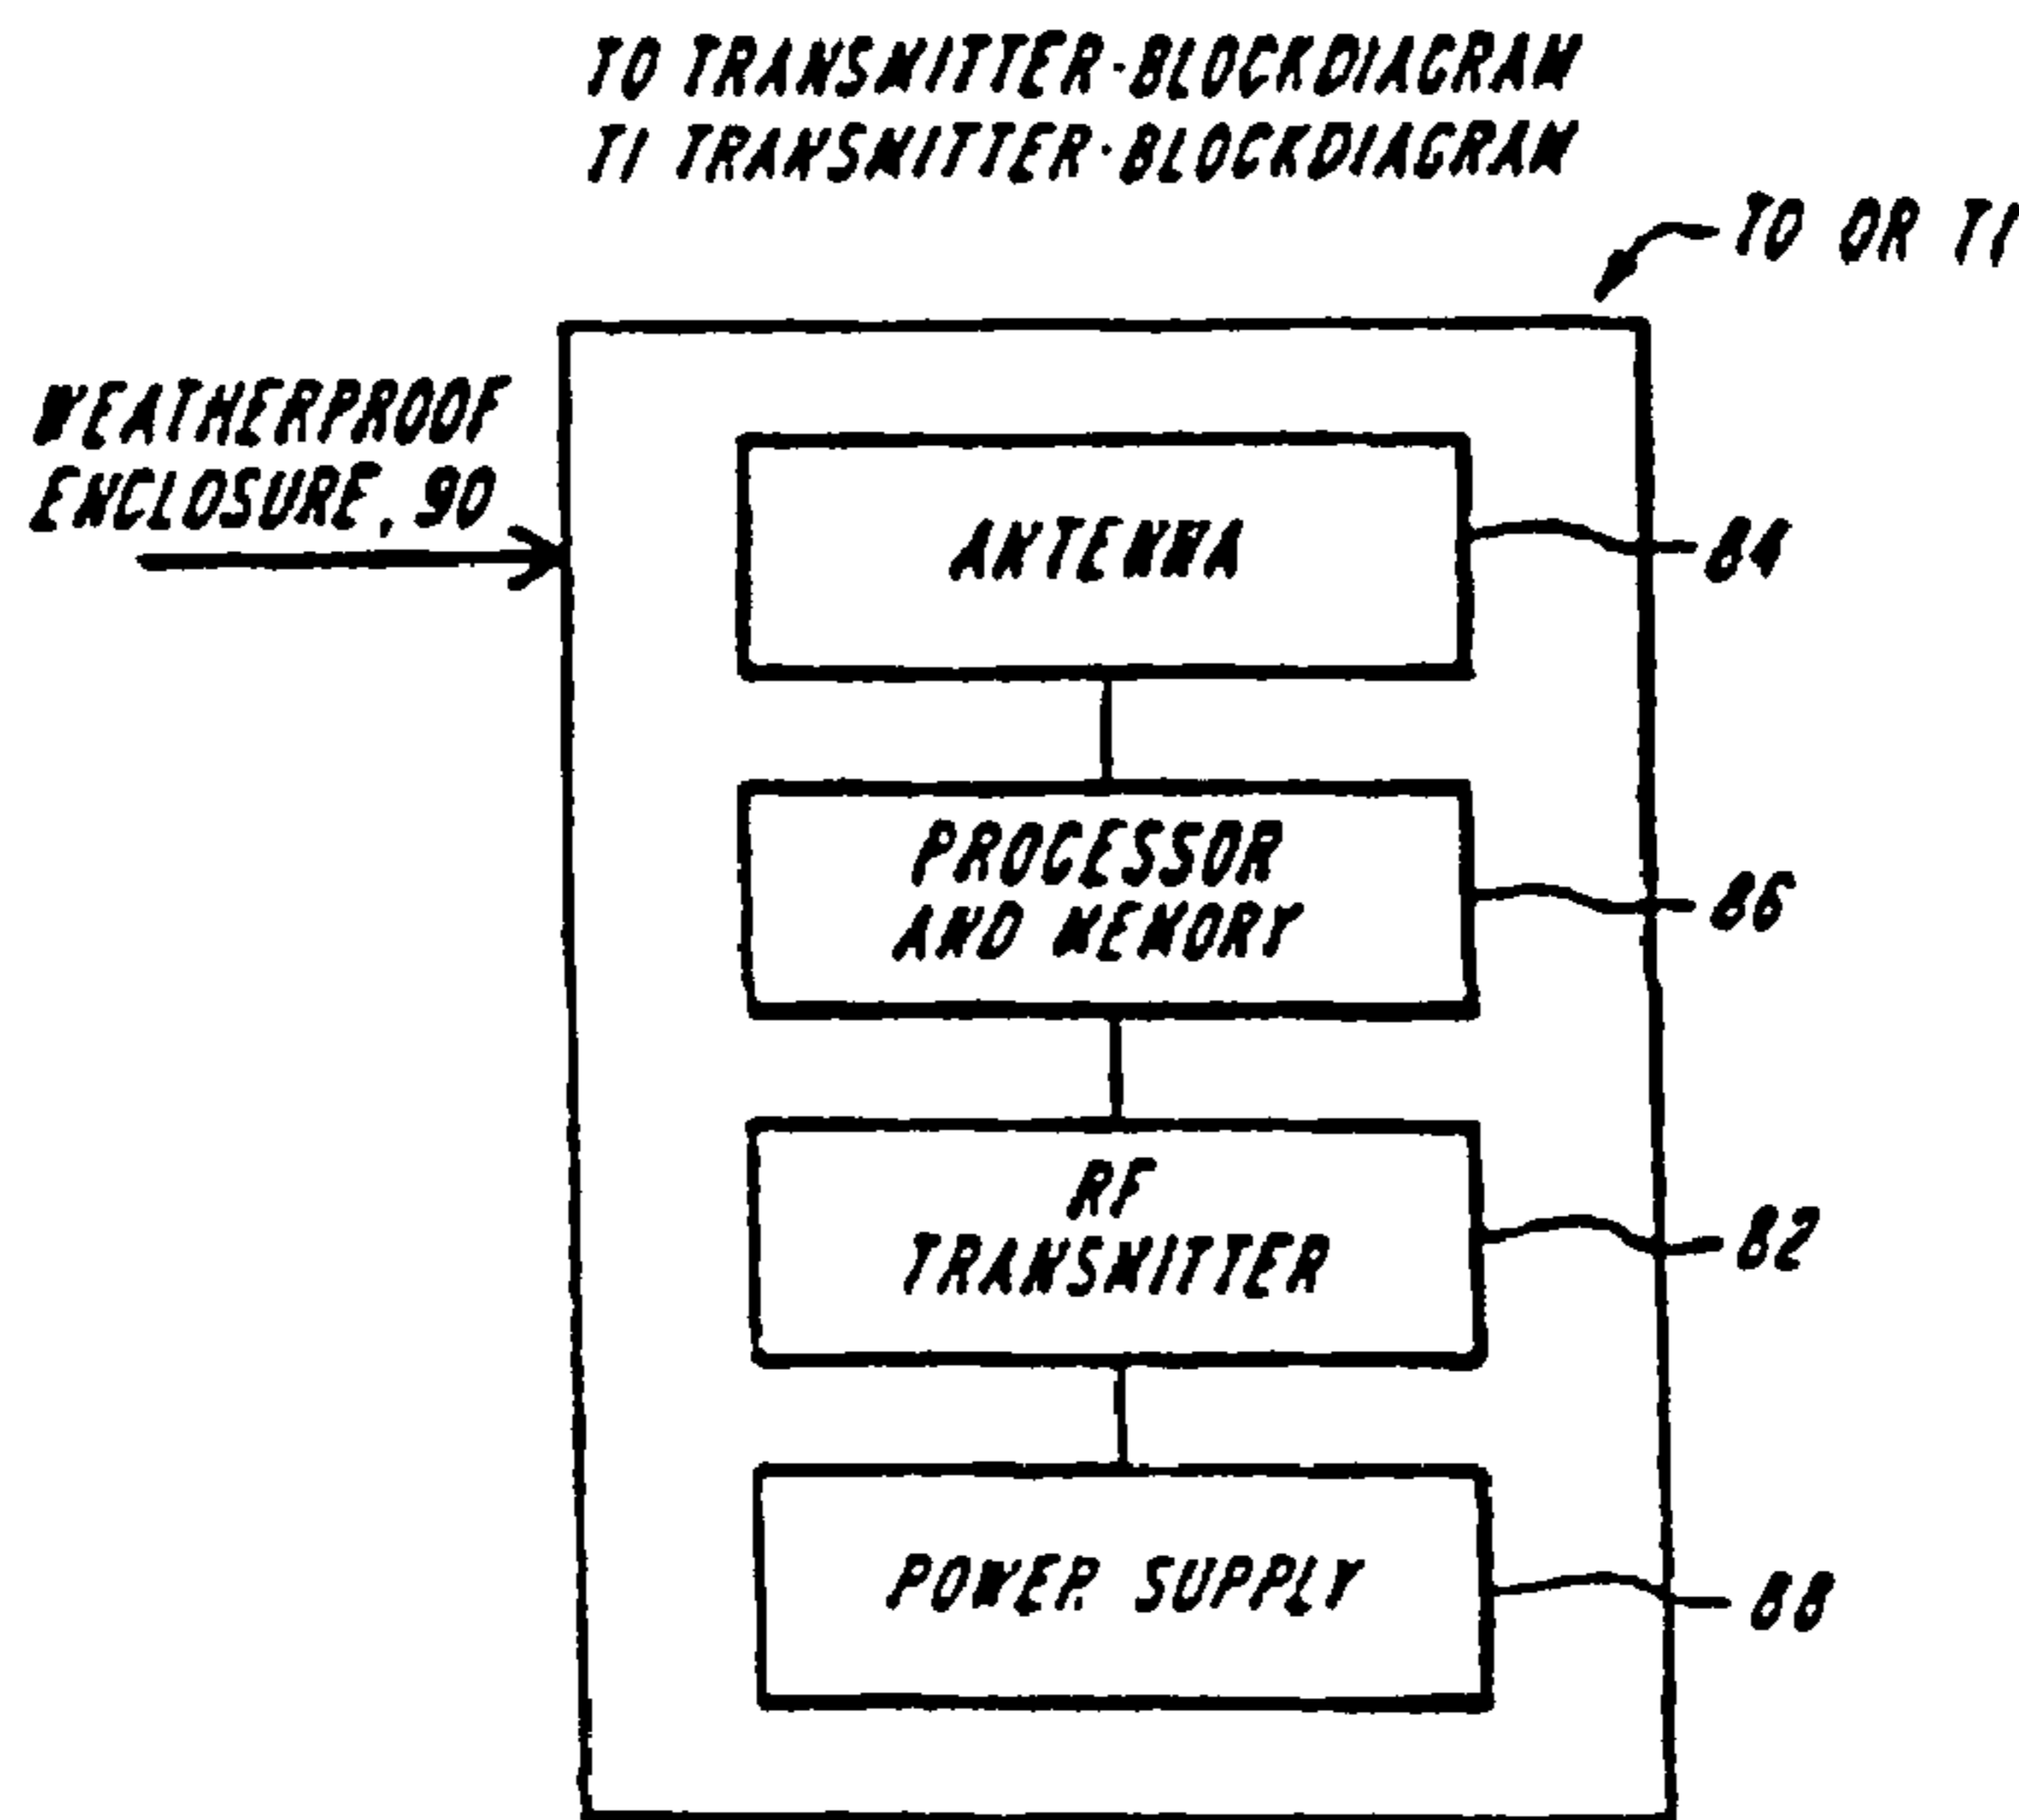 TO TRANSMITTER-BLOCKDIAGRAM
T1 TRANSMITTER-BLOCKDIAGRAM
TO OR T1
WEATHERPROOF
ENCLOSURE, 90
ANTENNA
84
PROCESSOR
AND MEMORY
86
RF
TRANSMITTER
82
POWER SUPPLY
88